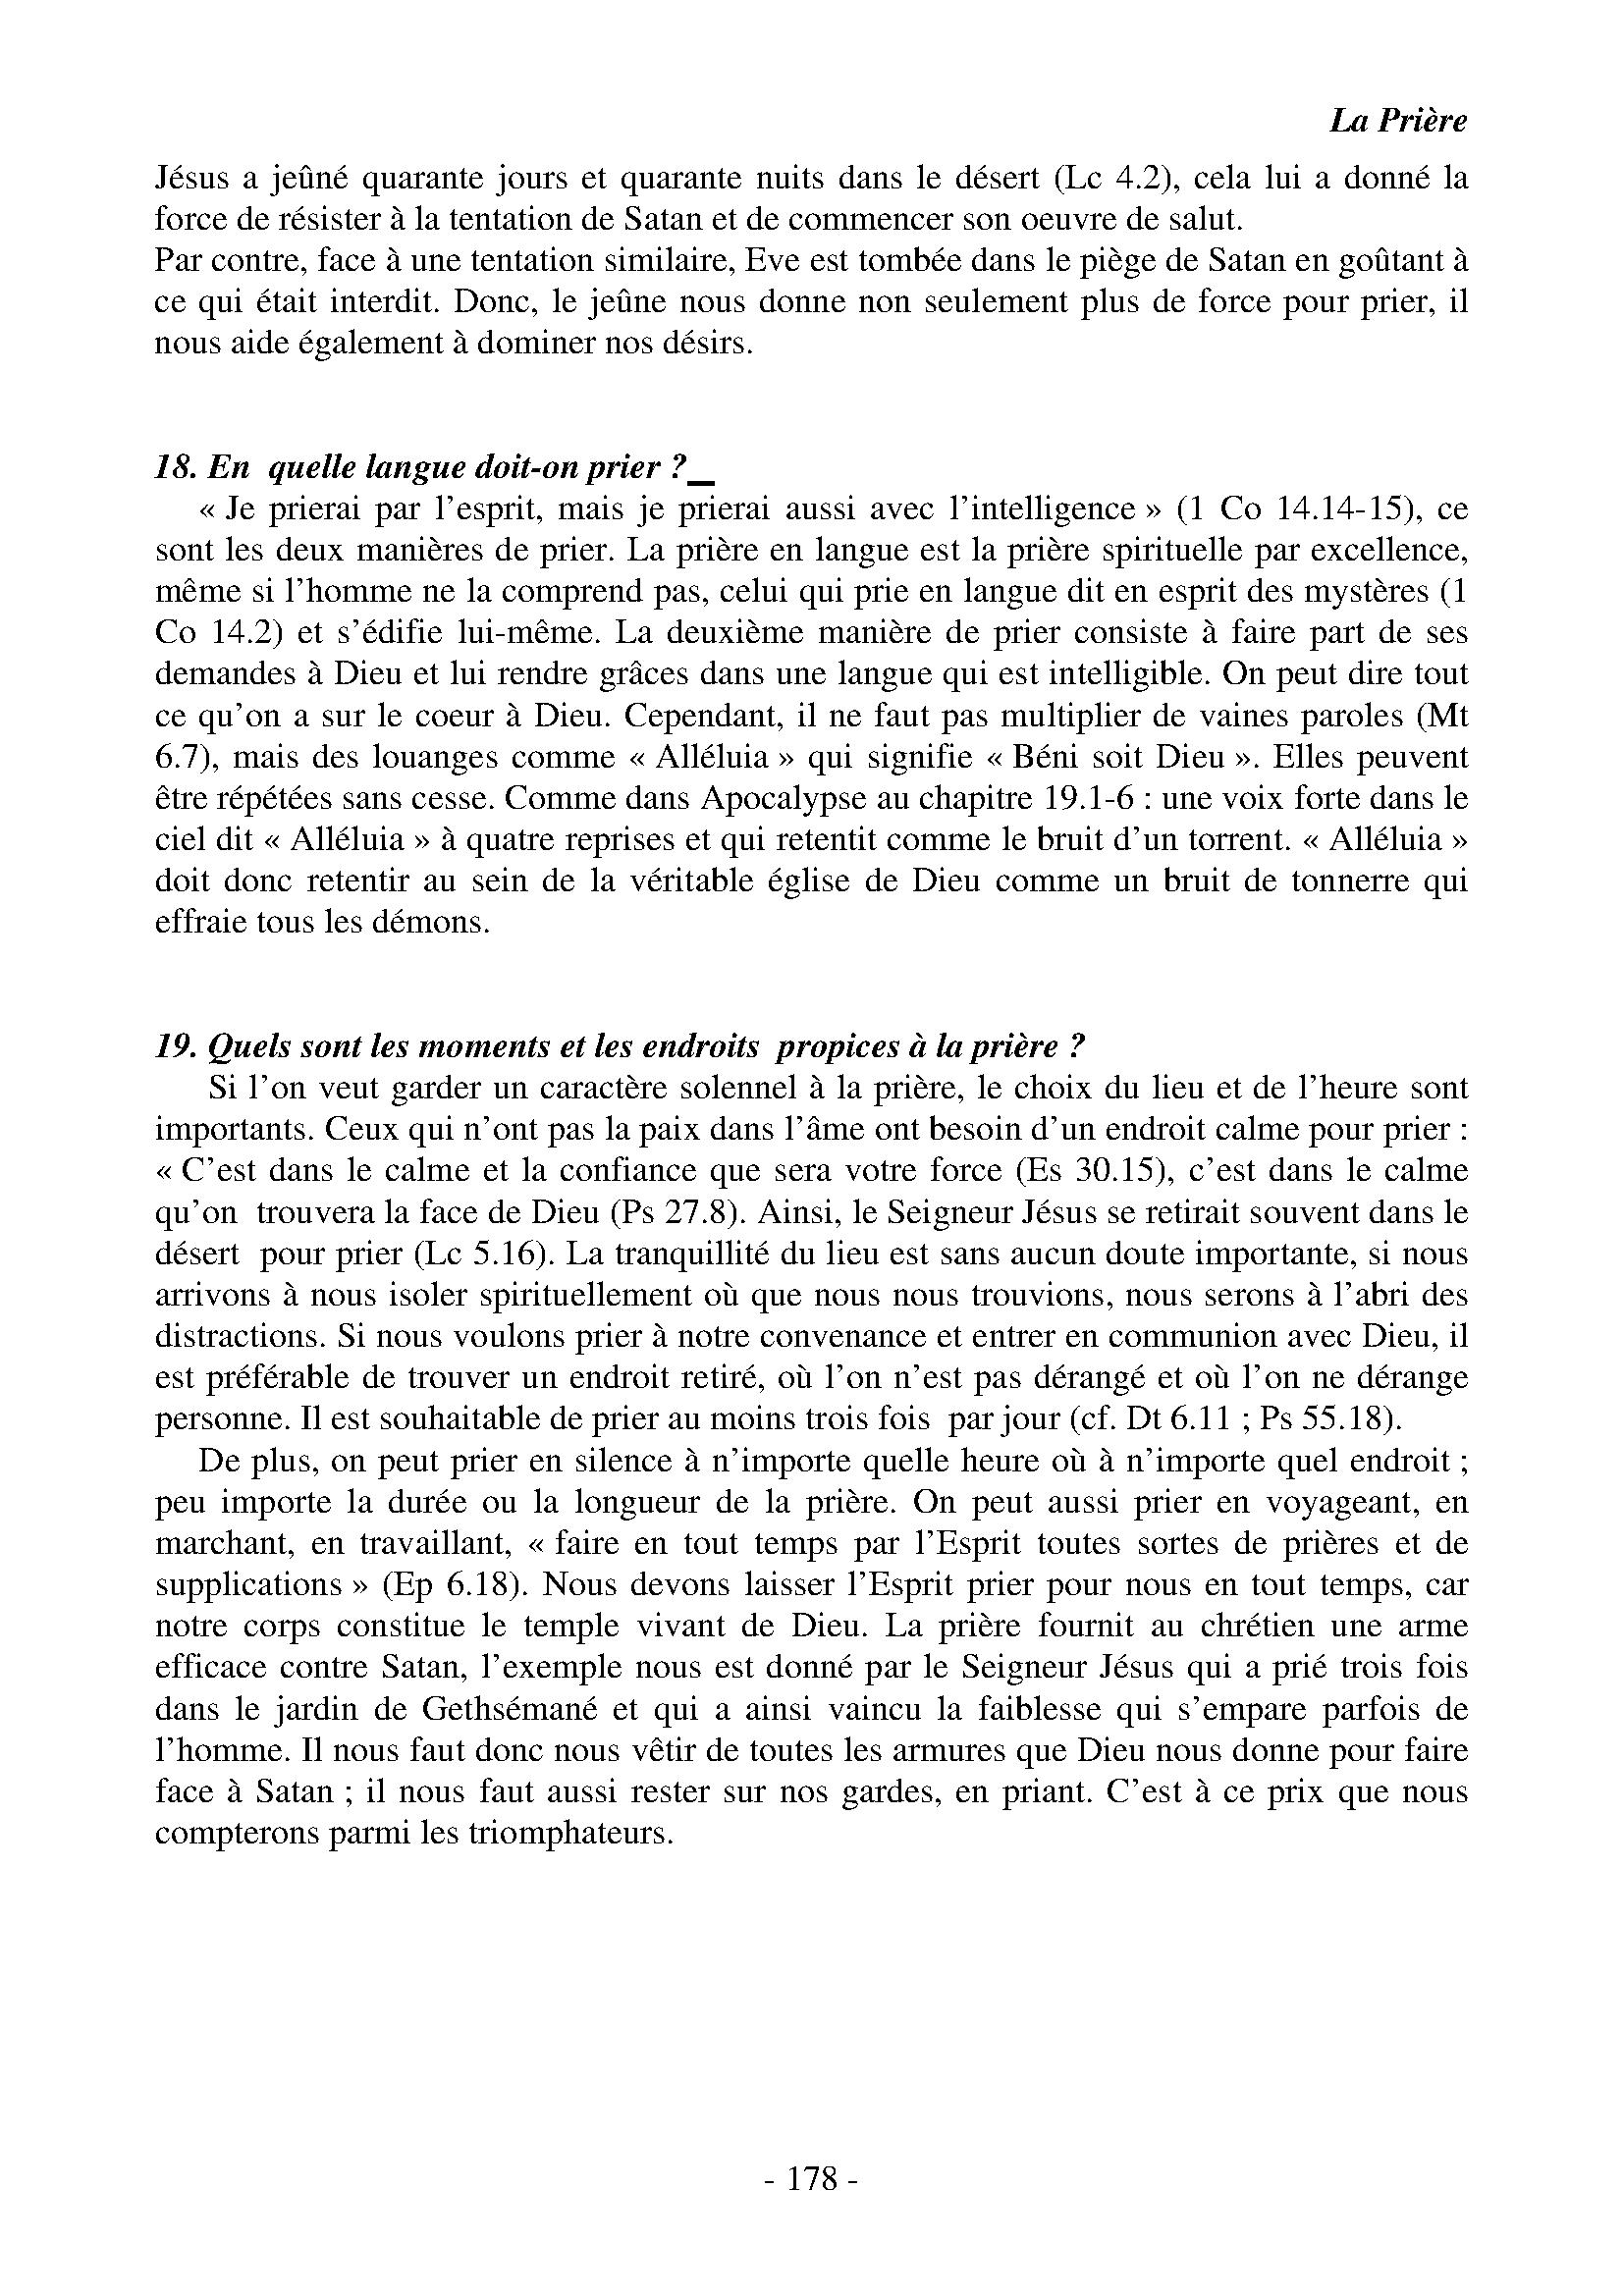 La Prière
Jésus a jeûné quarante jours et quarante nuits dans le désert (Lc 4.2), cela lui a donné la
force de résister à la tentation de Satan et de commencer son oeuvre de salut.
Par contre, face à une tentation similaire, Eve est tombée dans le piège de Satan en goûtant à
ce qui était interdit. Donc, le jeûne nous donne non seulement plus de force pour prier, il
nous aide également à dominer nos désirs.
18. En  quelle langue doit-on prier ?_
« Je prierai par l’esprit, mais je prierai aussi avec l’intelligence » (1 Co 14.14-15), ce
sont les deux manières de prier. La prière en langue est la prière spirituelle par excellence,
même si l’homme ne la comprend pas, celui qui prie en langue dit en esprit des mystères (1
Co 14.2) et s’édifie lui-même. La deuxième manière de prier consiste à faire part de ses
demandes à Dieu et lui rendre grâces dans une langue qui est intelligible. On peut dire tout
ce qu’on a sur le coeur à Dieu. Cependant, il ne faut pas multiplier de vaines paroles (Mt
6.7), mais des louanges comme « Alléluia » qui signifie « Béni soit Dieu ». Elles peuvent
être répétées sans cesse. Comme dans Apocalypse au chapitre 19.1-6 : une voix forte dans le
ciel dit « Alléluia » à quatre reprises et qui retentit comme le bruit d’un torrent. « Alléluia »
doit donc retentir au sein de la véritable église de Dieu comme un bruit de tonnerre qui
effraie tous les démons.
19. Quels sont les moments et les endroits  propices à la prière ?
Si l’on veut garder un caractère solennel à la prière, le choix du lieu et de l’heure sont
importants. Ceux qui n’ont pas la paix dans l’âme ont besoin d’un endroit calme pour prier :
« C’est dans le calme et la confiance que sera votre force (Es 30.15), c’est dans le calme
qu’on  trouvera la face de Dieu (Ps 27.8). Ainsi, le Seigneur Jésus se retirait souvent dans le
désert  pour prier (Lc 5.16). La tranquillité du lieu est sans aucun doute importante, si nous
arrivons à nous isoler spirituellement où que nous nous trouvions, nous serons à l’abri des
distractions. Si nous voulons prier à notre convenance et entrer en communion avec Dieu, il
est préférable de trouver un endroit retiré, où l’on n’est pas dérangé et où l’on ne dérange
personne. Il est souhaitable de prier au moins trois fois  par jour (cf. Dt 6.11 ; Ps 55.18).
De plus, on peut prier en silence à n’importe quelle heure où à n’importe quel endroit ;
peu importe la durée ou la longueur de la prière. On peut aussi prier en voyageant, en
marchant, en travaillant, « faire en tout temps par l’Esprit toutes sortes de prières et de
supplications » (Ep 6.18). Nous devons laisser l’Esprit prier pour nous en tout temps, car
notre corps constitue le temple vivant de Dieu. La prière fournit au chrétien une arme
efficace contre Satan, l’exemple nous est donné par le Seigneur Jésus qui a prié trois fois
dans le jardin de Gethsémané et qui a ainsi vaincu la faiblesse qui s’empare parfois de
l’homme. Il nous faut donc nous vêtir de toutes les armures que Dieu nous donne pour faire
face à Satan ; il nous faut aussi rester sur nos gardes, en priant. C’est à ce prix que nous
compterons parmi les triomphateurs.
- 178 -